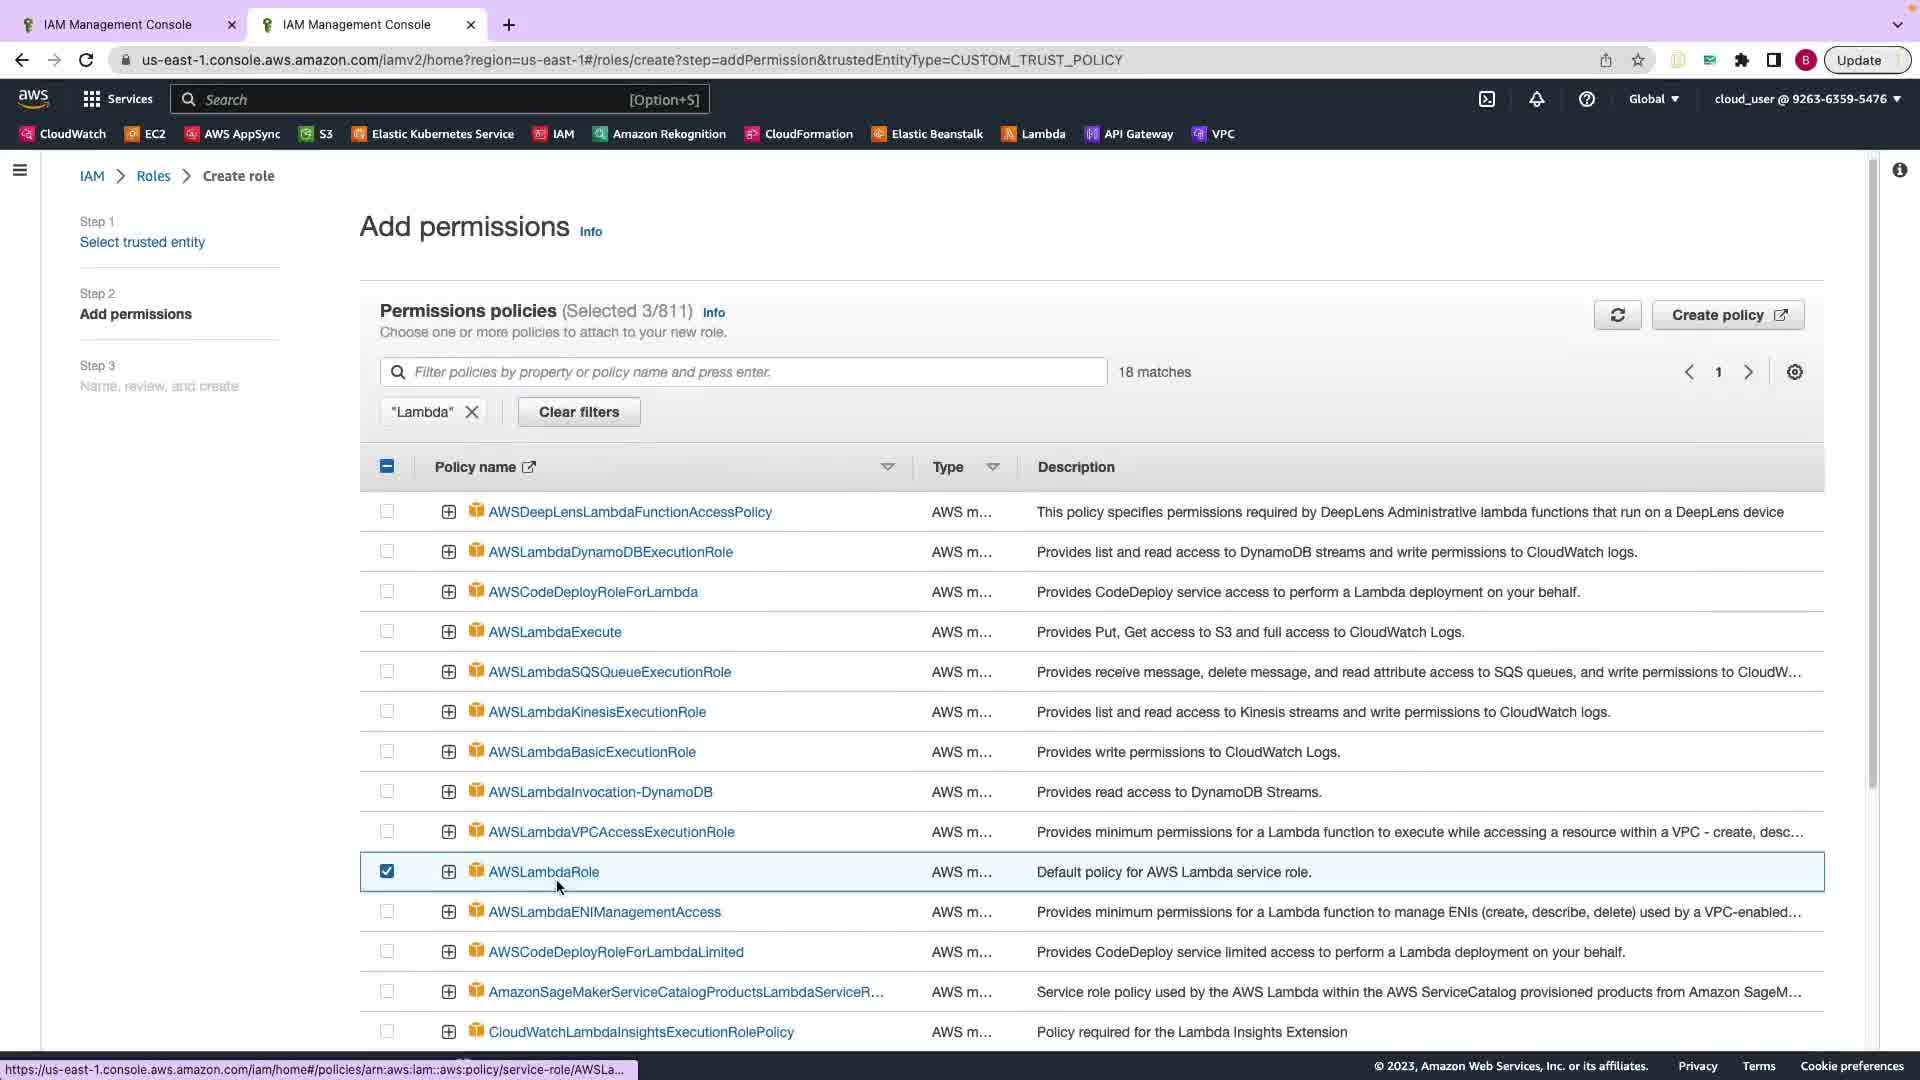 IAM Management Console
IAM Management Console
us-east-1.console.aws.amazon.com/iamv2/home?region=us-east-1#/roles/create?step=addPermission&trustedEntityType=CUSTOM_TRUST_POLICY
B
Update
aws
Services
Search
[Option+S]
Global
cloud_user @ 9263-6359-5476
CloudWatch
EC2
AWS AppSync
S3
Elastic Kubernetes Service
IAM
Amazon Rekognition
CloudFormation
Elastic Beanstalk
Lambda
API Gateway
VPC
IAM > Roles > Create role
Step 1
Select trusted entity
Step 2
Add permissions
Step 3
Name, review, and create
Add permissions Info
Permissions policies (Selected 3/811) Info
Choose one or more policies to attach to your new role.
Create policy
Filter policies by property or policy name and press enter.
18 matches
1
"Lambda"
Clear filters
Policy name Type Description
AWSDeepLensLambdaFunctionAccessPolicy AWS m... This policy specifies permissions required by DeepLens Administrative lambda functions that run on a DeepLens device
AWSLambdaDynamoDBExecutionRole AWS m... Provides list and read access to DynamoDB streams and write permissions to CloudWatch logs.
AWSCodeDeployRoleForLambda AWS m... Provides CodeDeploy service access to perform a Lambda deployment on your behalf.
AWSLambdaExecute AWS m... Provides Put, Get access to S3 and full access to CloudWatch Logs.
AWSLambdaSQSQueueExecutionRole AWS m... Provides receive message, delete message, and read attribute access to SQS queues, and write permissions to CloudW...
AWSLambdaKinesisExecutionRole AWS m... Provides list and read access to Kinesis streams and write permissions to CloudWatch logs.
AWSLambdaBasicExecutionRole AWS m... Provides write permissions to CloudWatch Logs.
AWSLambdaInvocation-DynamoDB AWS m... Provides read access to DynamoDB Streams.
AWSLambdaVPCAccessExecutionRole AWS m... Provides minimum permissions for a Lambda function to execute while accessing a resource within a VPC - create, desc...
AWSLambdaRole AWS m... Default policy for AWS Lambda service role.
AWSLambdaENIManagementAccess AWS m... Provides minimum permissions for a Lambda function to manage ENIs (create, describe, delete) used by a VPC-enabled...
AWSCodeDeployRoleForLambdaLimited AWS m... Provides CodeDeploy service limited access to perform a Lambda deployment on your behalf.
AmazonSageMakerServiceCatalogProductsLambdaServiceR... AWS m... Service role policy used by the AWS Lambda within the AWS ServiceCatalog provisioned products from Amazon SageM...
CloudWatchLambdaInsightsExecutionRolePolicy AWS m... Policy required for the Lambda Insights Extension
https://us-east-1.console.aws.amazon.com/iam/home#/policies/arn:aws:iam::aws:policy/service-role/AWSLa...
© 2023, Amazon Web Services, Inc. or its affiliates. Privacy Terms Cookie preferences